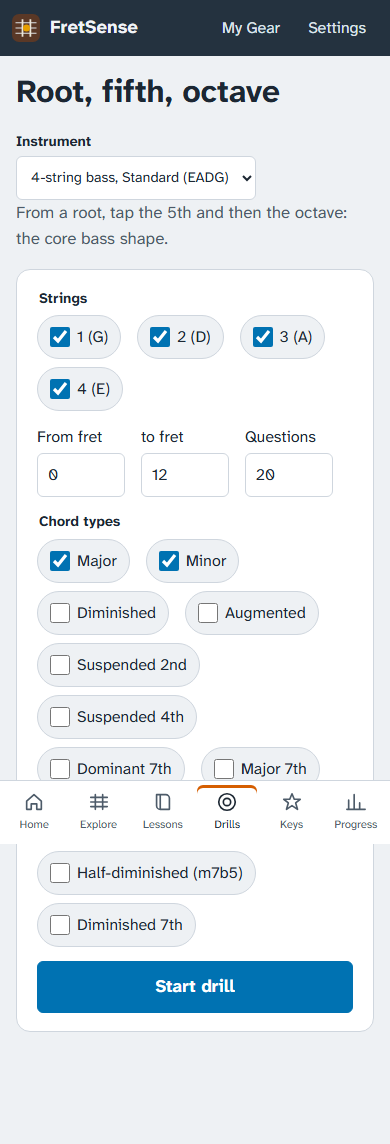 FretSense My Gear Settings
Root, fifth, octave
Instrument
4-string bass, Standard (EADG)
From a root, tap the 5th and then the octave:
the core bass shape.
Strings
1 (G) 2 (D) 3 (A)
4 (E)
From fret to fret Questions
0 12 20
Chord types
Major Minor
Diminished Augmented
Suspended 2nd
Suspended 4th
Dominant 7th Major 7th
Home Explore Lessons Drills Keys Progress
Half-diminished (m7b5)
Diminished 7th
Start drill